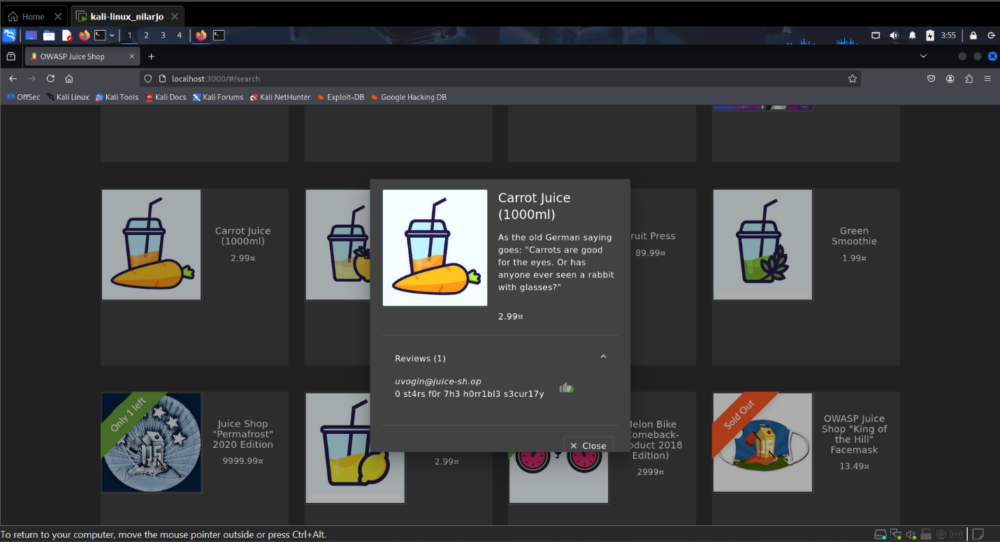 Home
kali-linux_nilarjo
1 2 3 4
3:55
OWASP Juice Shop
localhost:3000/#/search
OffSec Kali Linux Kali Tools Kali Docs Kali Forums Kali NetHunter Exploit-DB Google Hacking DB
Carrot Juice
(1000ml)
2.99¤
ruit Press
89.99¤
Green
Smoothie
1.99¤
Carrot Juice
(1000ml)
As the old German saying
goes: "Carrots are good
for the eyes. Or has
anyone ever seen a rabbit
with glasses?"
2.99¤
Reviews (1)
uvogin@juice-sh.op
0 st4rs f0r 7h3 h0rr1bl3 s3cur17y
Close
Only 1 left
Juice Shop
"Permafrost"
2020 Edition
9999.99¤
2.99¤
elon Bike
Comeback-
oduct 2018
Edition)
2999¤
Sold Out
OWASP Juice
Shop "King of
the Hill"
Facemask
13.49¤
To return to your computer, move the mouse pointer outside or press Ctrl+Alt.